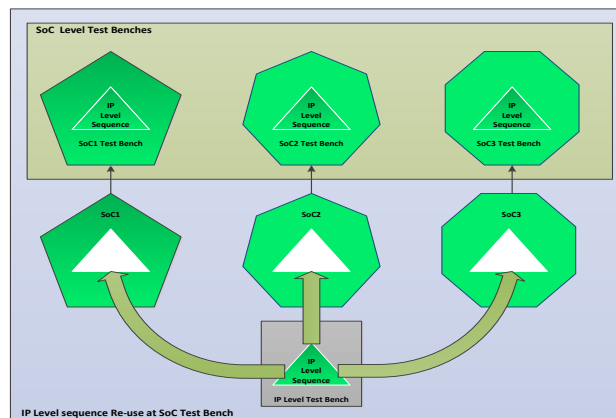 SoC Level Test Benches
IP
Level
Sequence
SoC1 Test Bench
IP
Level
Sequence
SoC2 Test Bench
IP
Level
Sequence
SoC3 Test Bench
SoC1
SoC2
SoC3
IP
Level
Sequence
IP Level Test Bench
IP Level sequence Re-use at SoC Test Bench